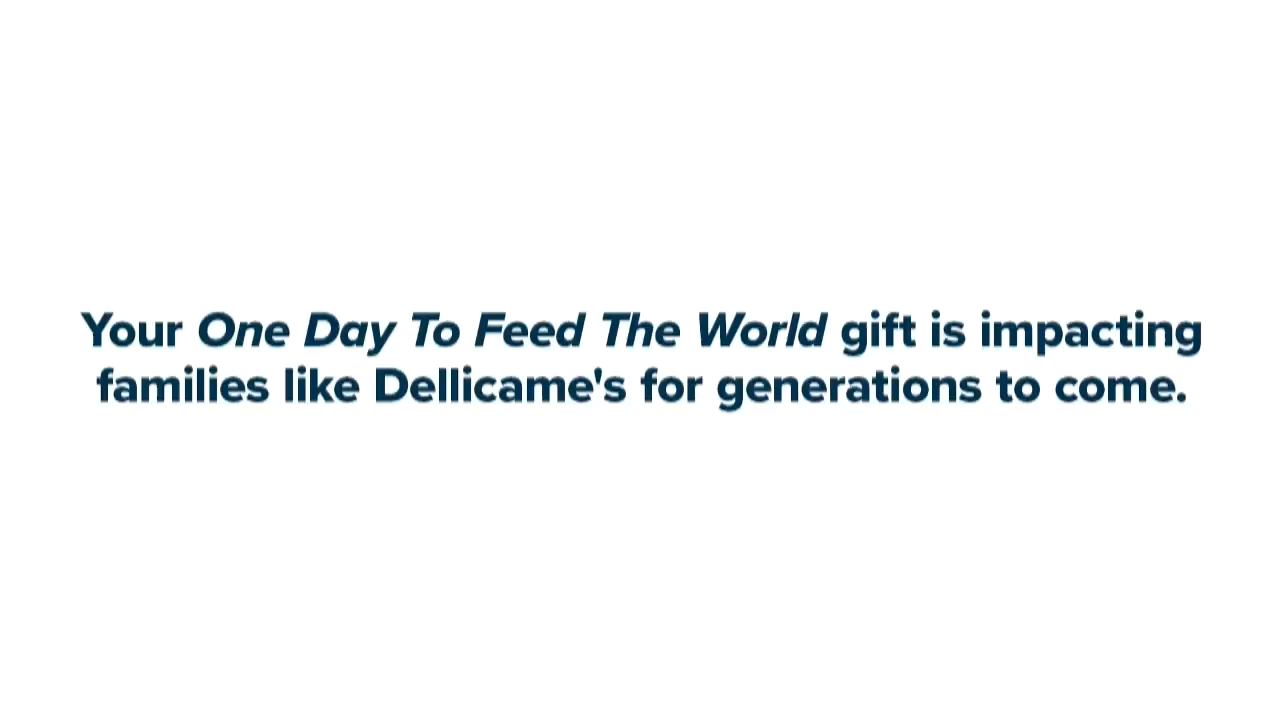 Your One Day To Feed The World gift is impacting
families like Dellicame's for generations to come.